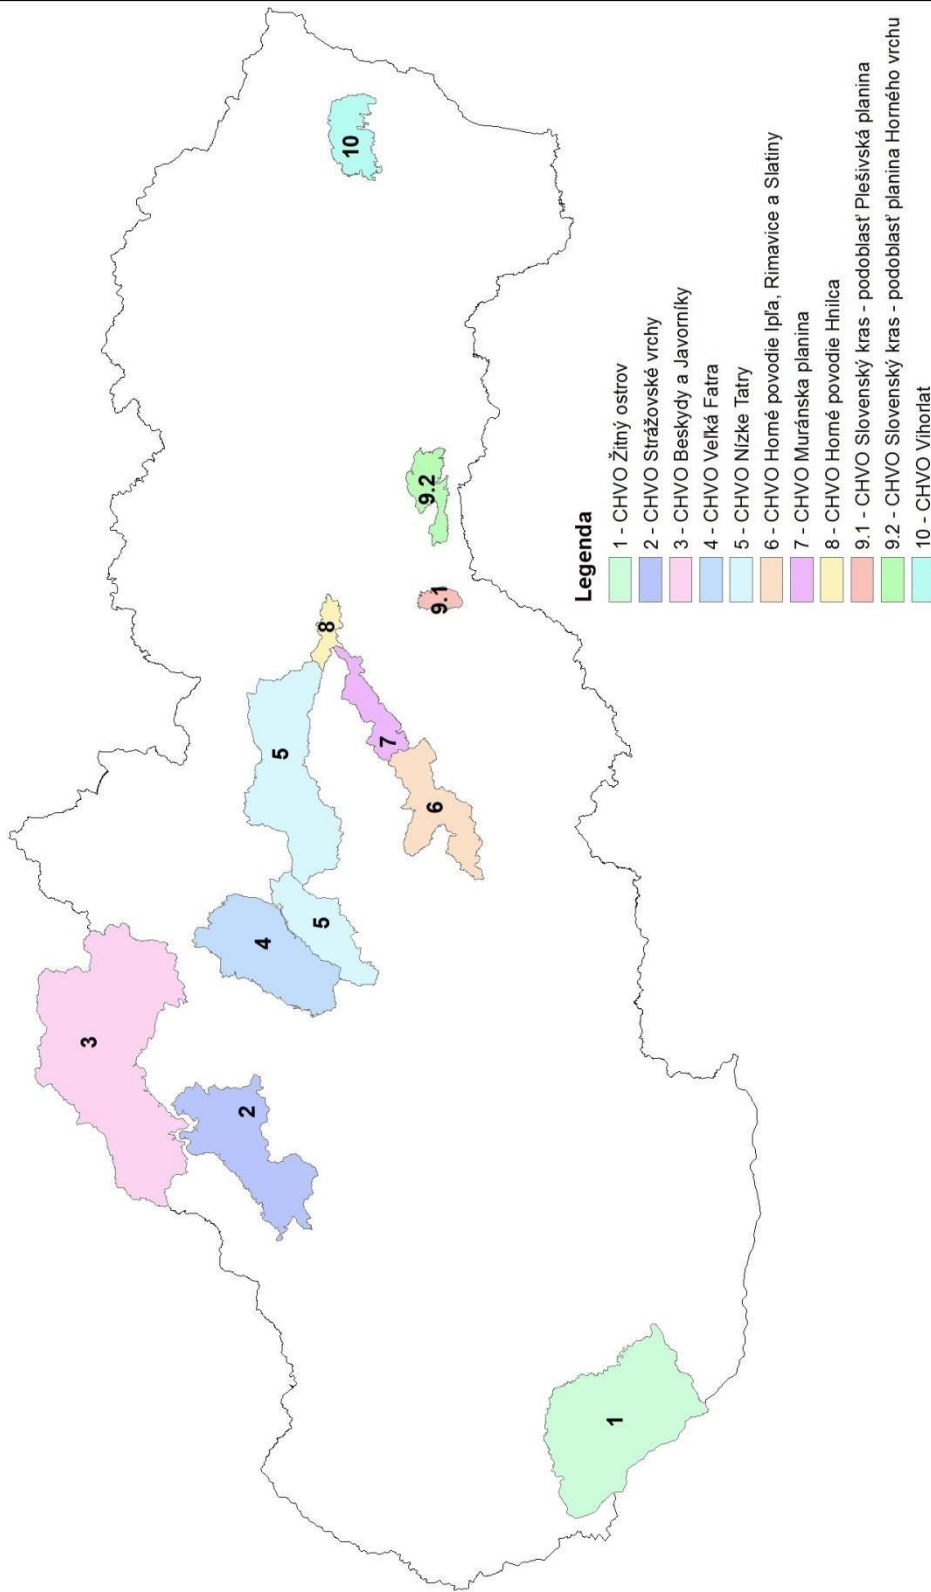 1
2
3
4
5
5
6
7
8
9.1
9.2
10
Legenda
1 - CHVO Žitný ostrov
2 - CHVO Strážovské vrchy
3 - CHVO Beskydy a Javorníky
4 - CHVO Veľká Fatra
5 - CHVO Nízke Tatry
6 - CHVO Horné povodie Ipľa, Rimavice a Slatiny
7 - CHVO Muránska planina
8 - CHVO Horné povodie Hnilca
9.1 - CHVO Slovenský kras - podoblasť Plešivská planina
9.2 - CHVO Slovenský kras - podoblasť planina Horného vrchu
10 - CHVO Vihorlat